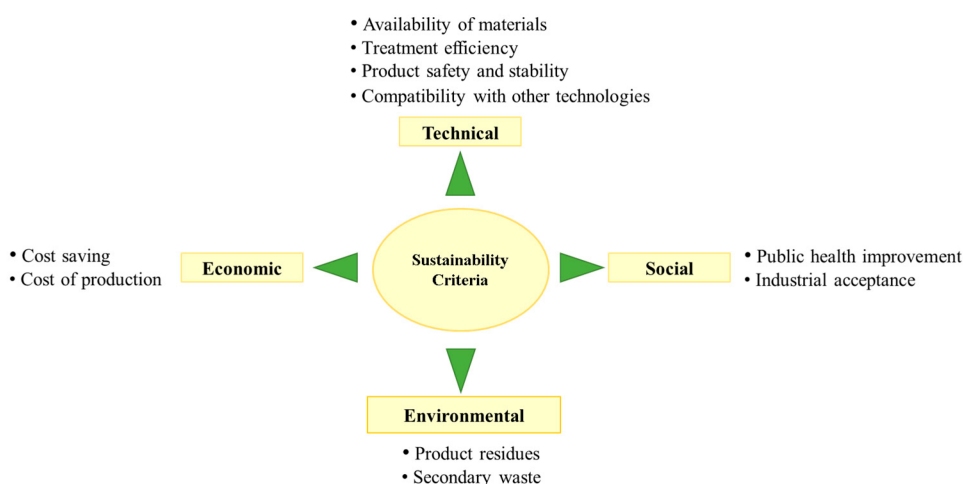 • Availability of materials
• Treatment efficiency
• Product safety and stability
• Compatibility with other technologies
Technical
• Cost saving
• Cost of production
Economic
Sustainability
Criteria
Social
• Public health improvement
• Industrial acceptance
Environmental
• Product residues
• Secondary waste